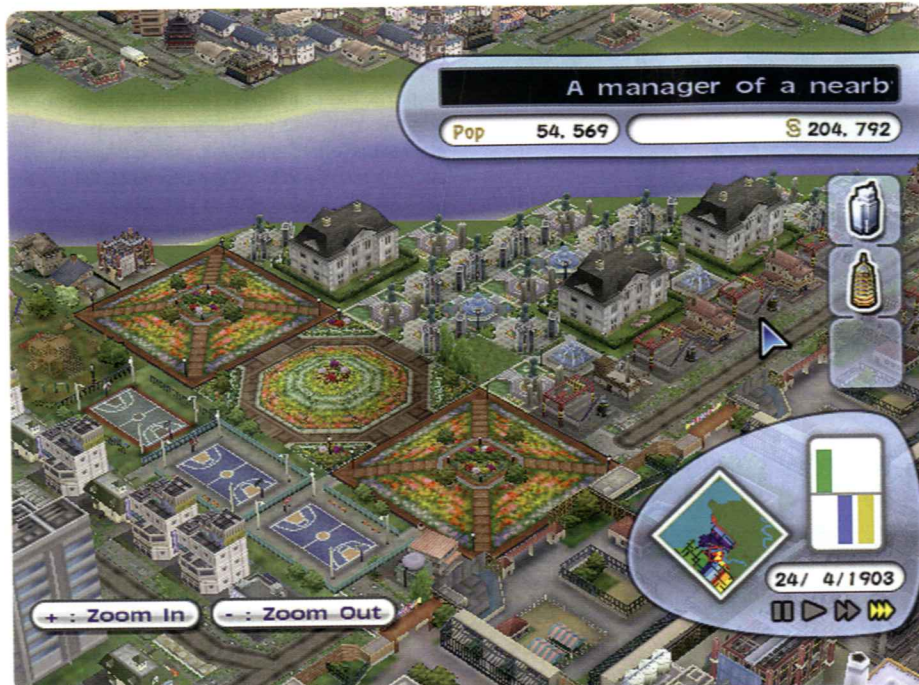 A manager of a nearb
Pop 54,569
§ 204,792
24/ 4/1903
+ : Zoom In
- : Zoom Out